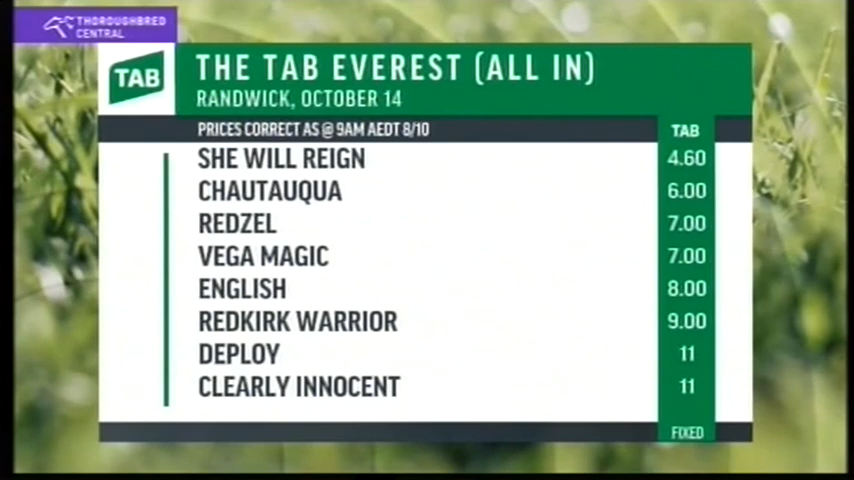 THOROUGHBRED
CENTRAL
TAB
THE TAB EVEREST (ALL IN)
RANDWICK, OCTOBER 14
PRICES CORRECT AS @ 9AM AEDT 8/10 TAB
SHE WILL REIGN 4.60
CHAUTAUQUA 6.00
REDZEL 7.00
VEGA MAGIC 7.00
ENGLISH 8.00
REDKIRK WARRIOR 9.00
DEPLOY 11
CLEARLY INNOCENT 11
FIXED